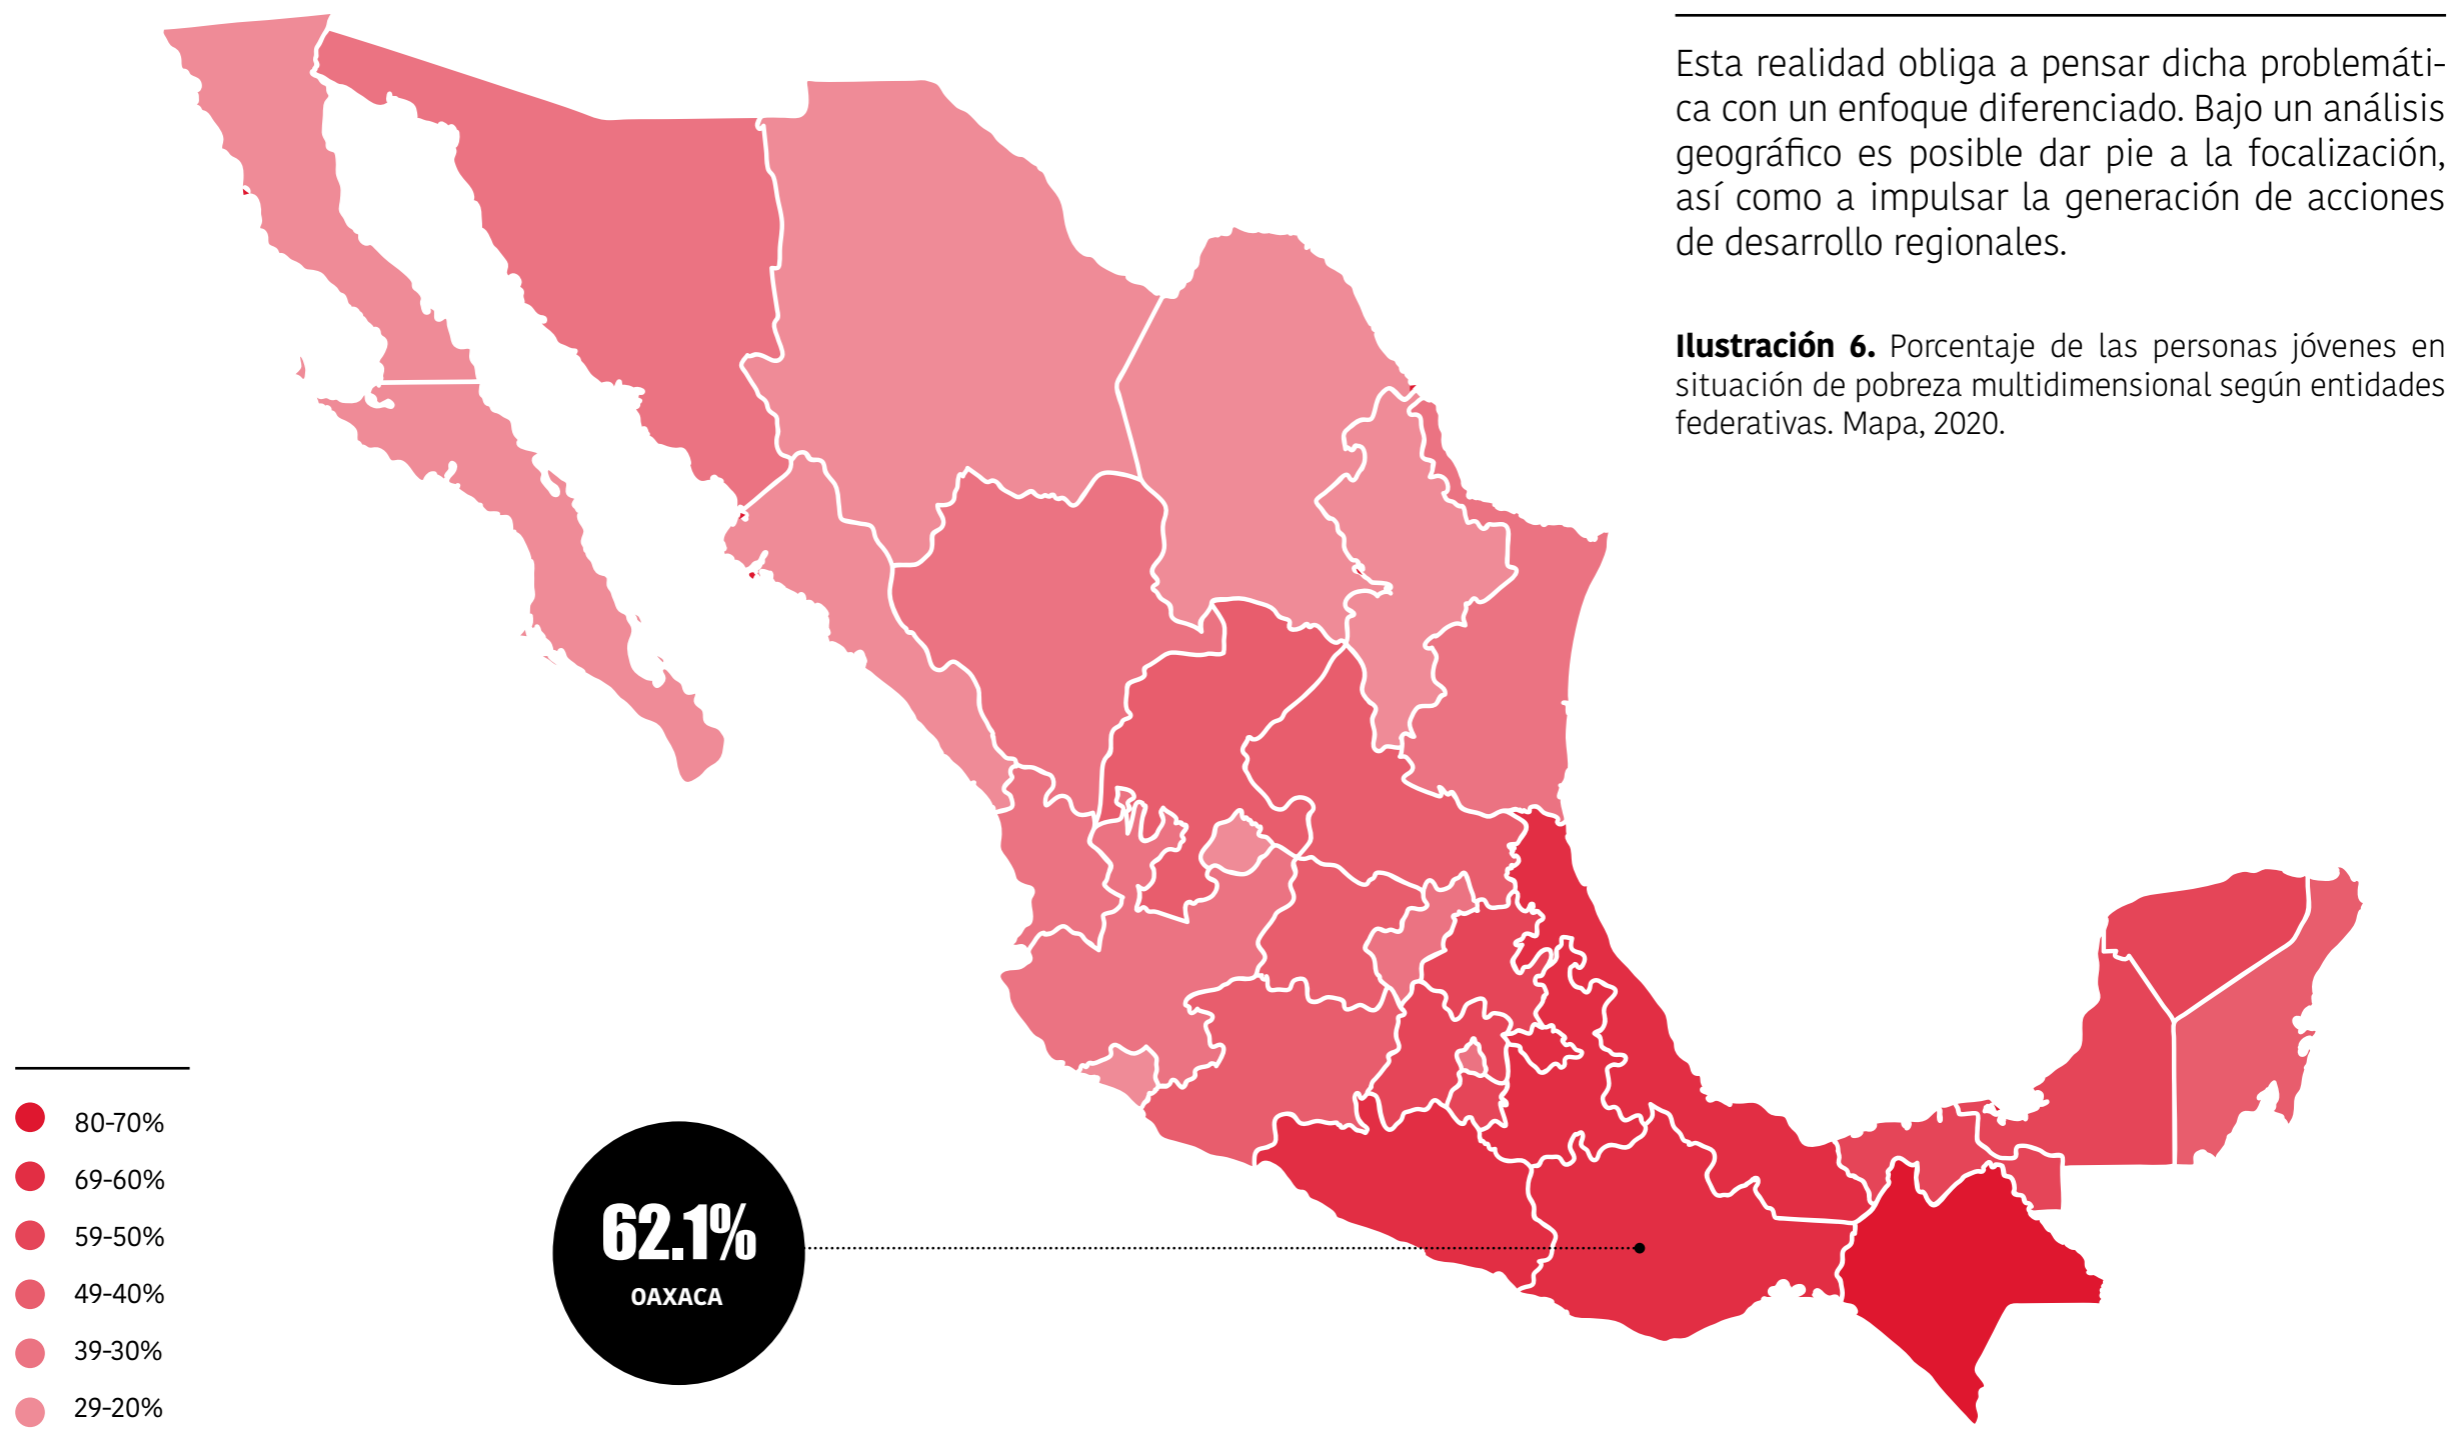 Esta realidad obliga a pensar dicha problemáti-
ca con un enfoque diferenciado. Bajo un análisis
geográfico es posible dar pie a la focalización,
así como a impulsar la generación de acciones
de desarrollo regionales.
Ilustración 6. Porcentaje de las personas jóvenes en
situación de pobreza multidimensional según entidades
federativas. Mapa, 2020.
80-70%
69-60%
59-50%
49-40%
39-30%
29-20%
62.1%
OAXACA